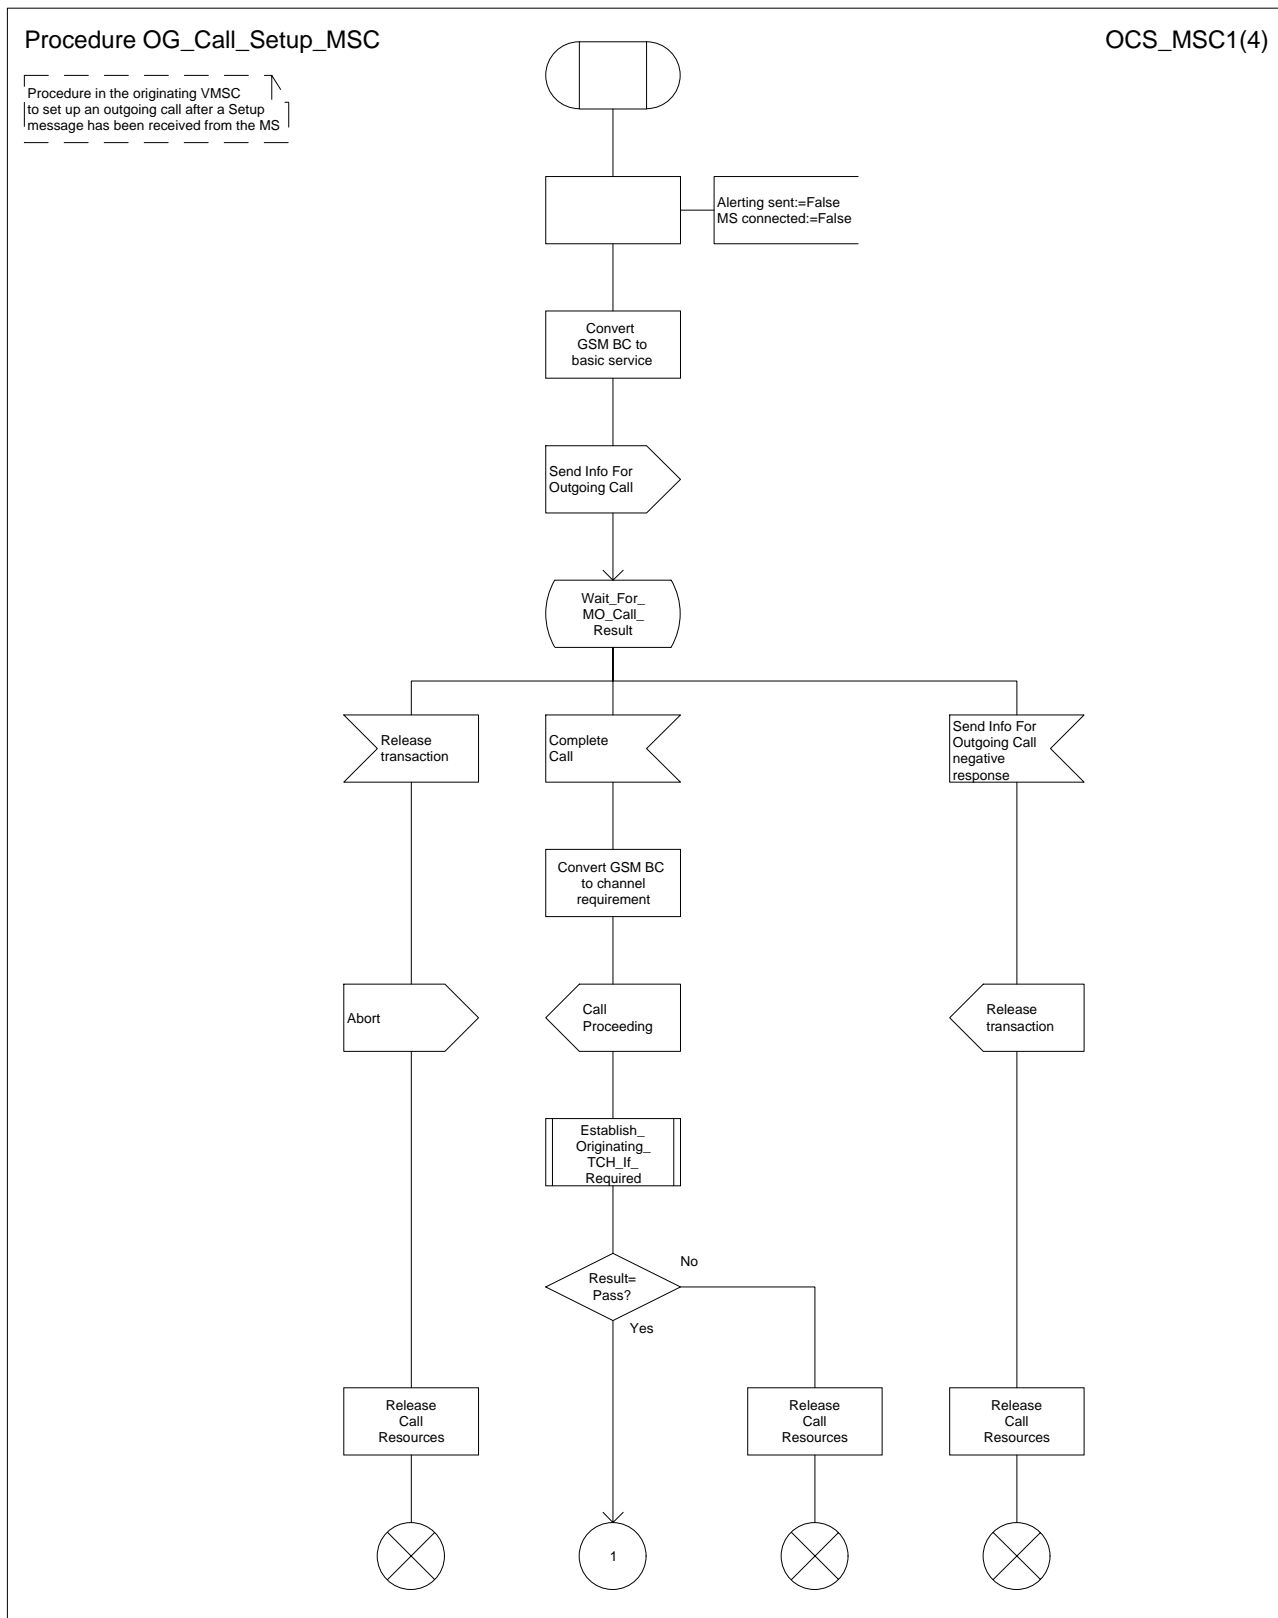 Procedure OG_Call_Setup_MSC
OCS_MSC1(4)
Procedure in the originating VMSC
to set up an outgoing call after a Setup
message has been received from the MS
Alerting sent:=False
MS connected:=False
Convert
GSM BC to
basic service
Send Info For
Outgoing Call
Wait_For_
MO_Call_
Result
Release
transaction
Complete
Call
Send Info For
Outgoing Call
negative
response
Convert GSM BC
to channel
requirement
Abort
Call
Proceeding
Release
transaction
Establish_
Originating_
TCH_If_
Required
Result=
Pass?
No
Yes
Release
Call
Resources
Release
Call
Resources
Release
Call
Resources
1